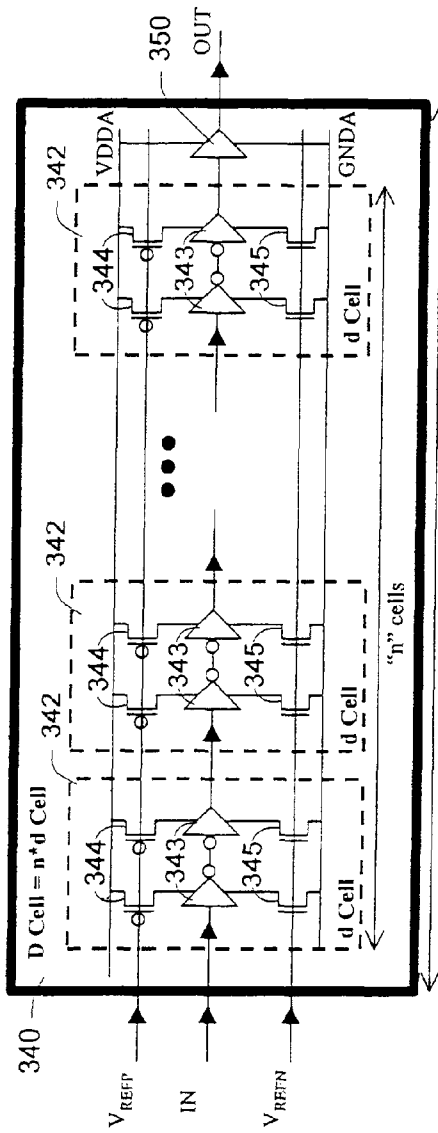 340
D Cell = n*d Cell
342
342
342
350
OUT
VDDA
344
344
344
344
VREFP
IN
343
343
343
VREFN
345
345
345
GNDA
d Cell
d Cell
d Cell
"n" cells